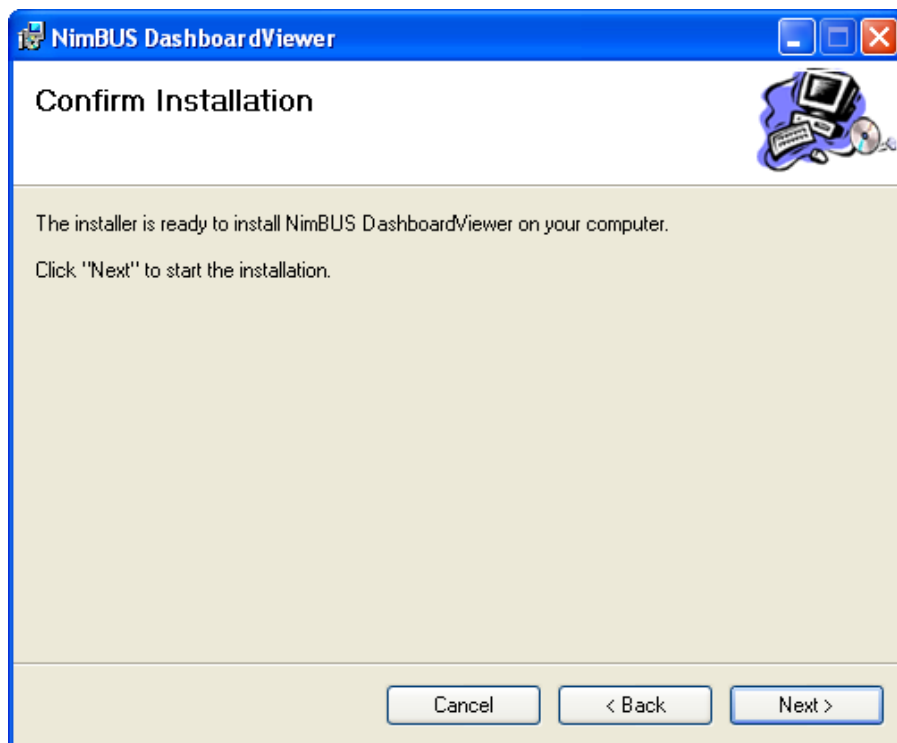 NimBUS DashboardViewer
Confirm Installation
The installer is ready to install NimBUS DashboardViewer on your computer.
Click "Next" to start the installation.
Cancel
< Back
Next >